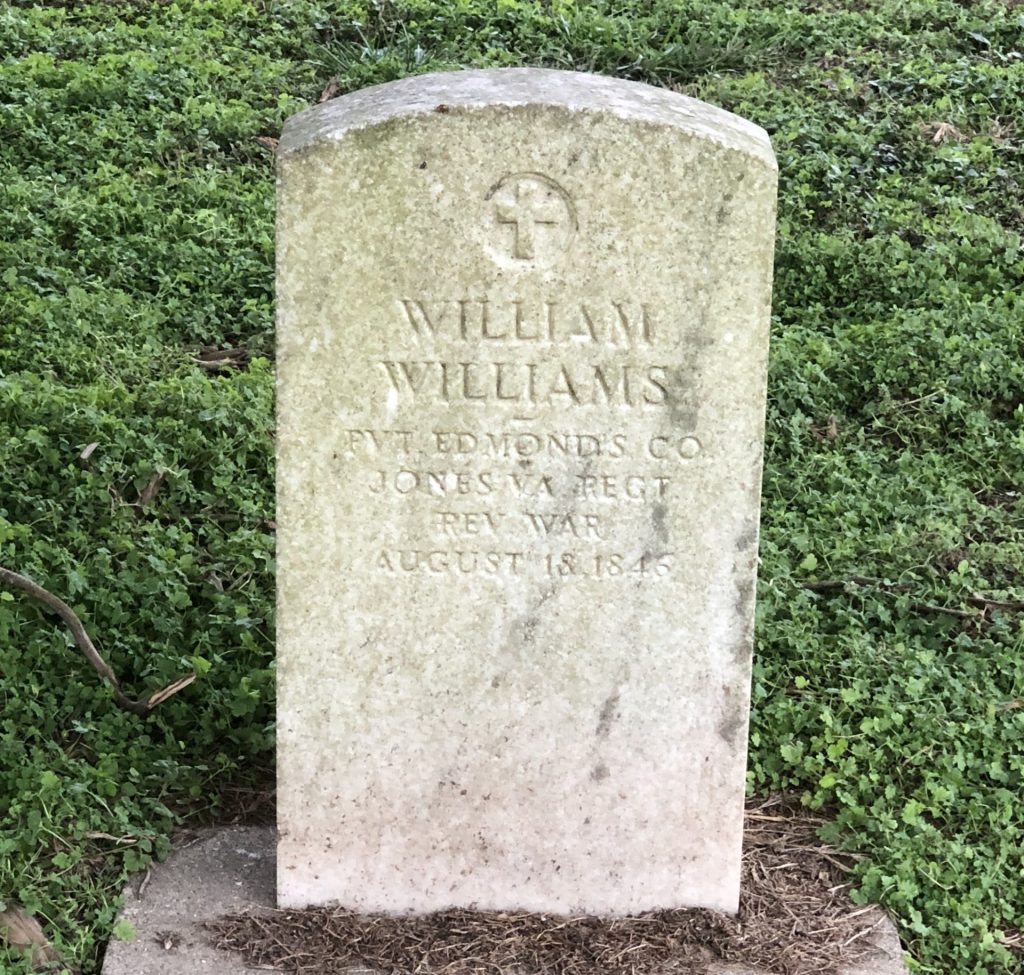 WILLIAM
WILLIAMS
PVT. EDMONDS CO.
JONES VA REGT
REV. WAR
AUGUST 18, 1846